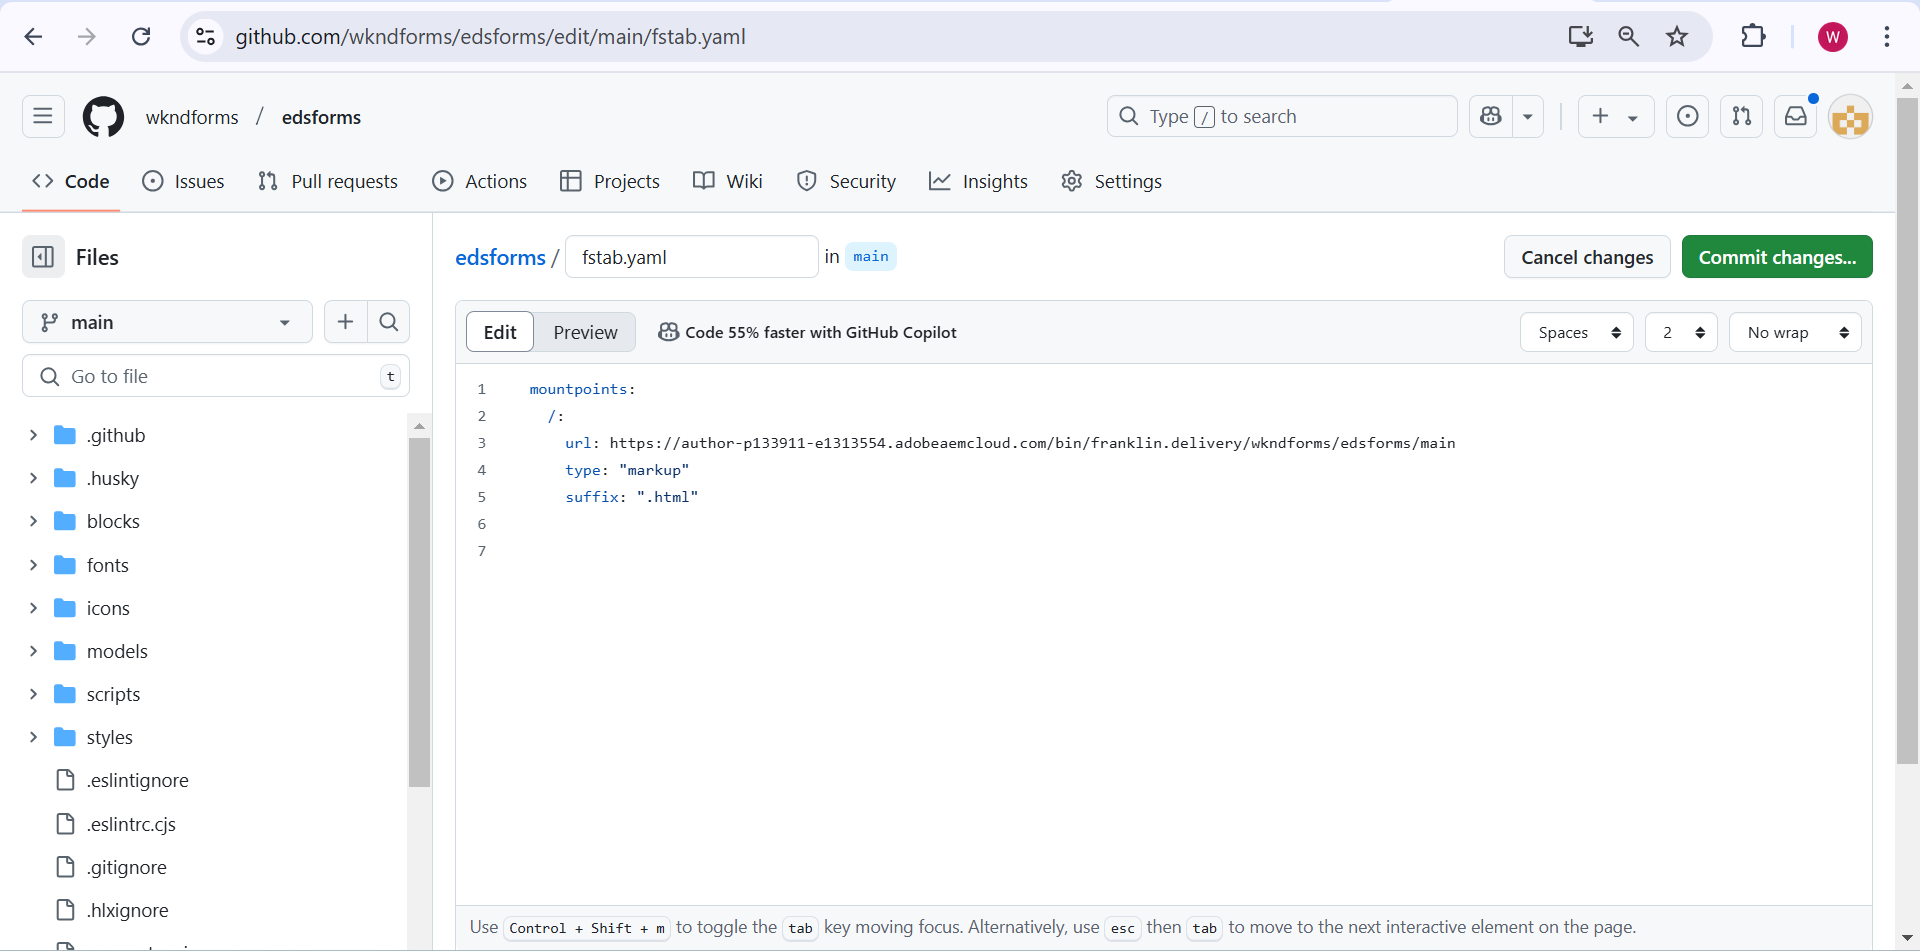 github.com/wkndforms/edsforms/edit/main/fstab.yaml
W
wkndforms / edsforms
Type / to search
Code
Issues
Pull requests
Actions
Projects
Wiki
Security
Insights
Settings
Files
edsforms / fstab.yaml in main
Cancel changes
Commit changes...
main
Edit
Preview
Code 55% faster with GitHub Copilot
Spaces
2
No wrap
Go to file
t
.github
.husky
blocks
fonts
icons
models
scripts
styles
.eslintignore
.eslintrc.cjs
.gitignore
.hlxignore
1 mountpoints:
2 /:
3 url: https://author-p133911-e1313554.adobeaemcloud.com/bin/franklin.delivery/wkndforms/edsforms/main
4 type: "markup"
5 suffix: ".html"
6
7
Use Control + Shift + m to toggle the tab key moving focus. Alternatively, use esc then tab to move to the next interactive element on the page.